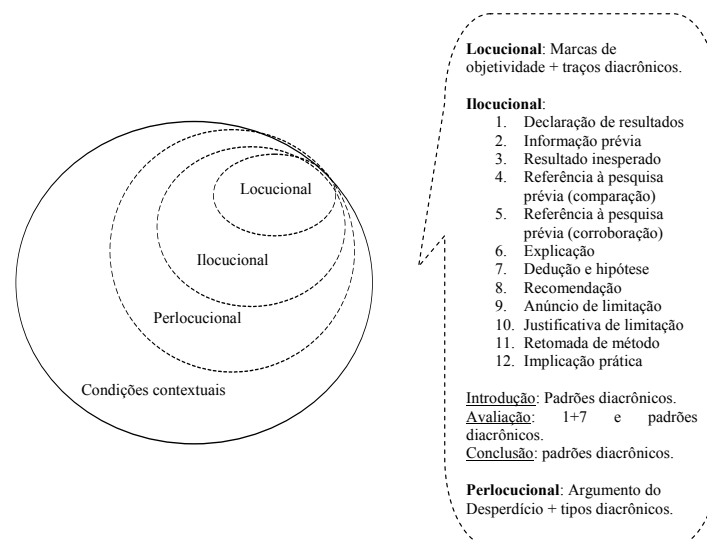 Locucional
Ilocucional
Perlocucional
Condições contextuais
Locucional: Marcas de
objetividade + traços diacrônicos.
Ilocucional:
1. Declaração de resultados
2. Informação prévia
3. Resultado inesperado
4. Referência à pesquisa
prévia (comparação)
5. Referência à pesquisa
prévia (corroboração)
6. Explicação
7. Dedução e hipótese
8. Recomendação
9. Anúncio de limitação
10. Justificativa de limitação
11. Retomada de método
12. Implicação prática
Introdução: Padrões diacrônicos.
Avaliação: 1+7 e padrões
diacrônicos.
Conclusão: padrões diacrônicos.
Perlocucional: Argumento do
Desperdício + tipos diacrônicos.